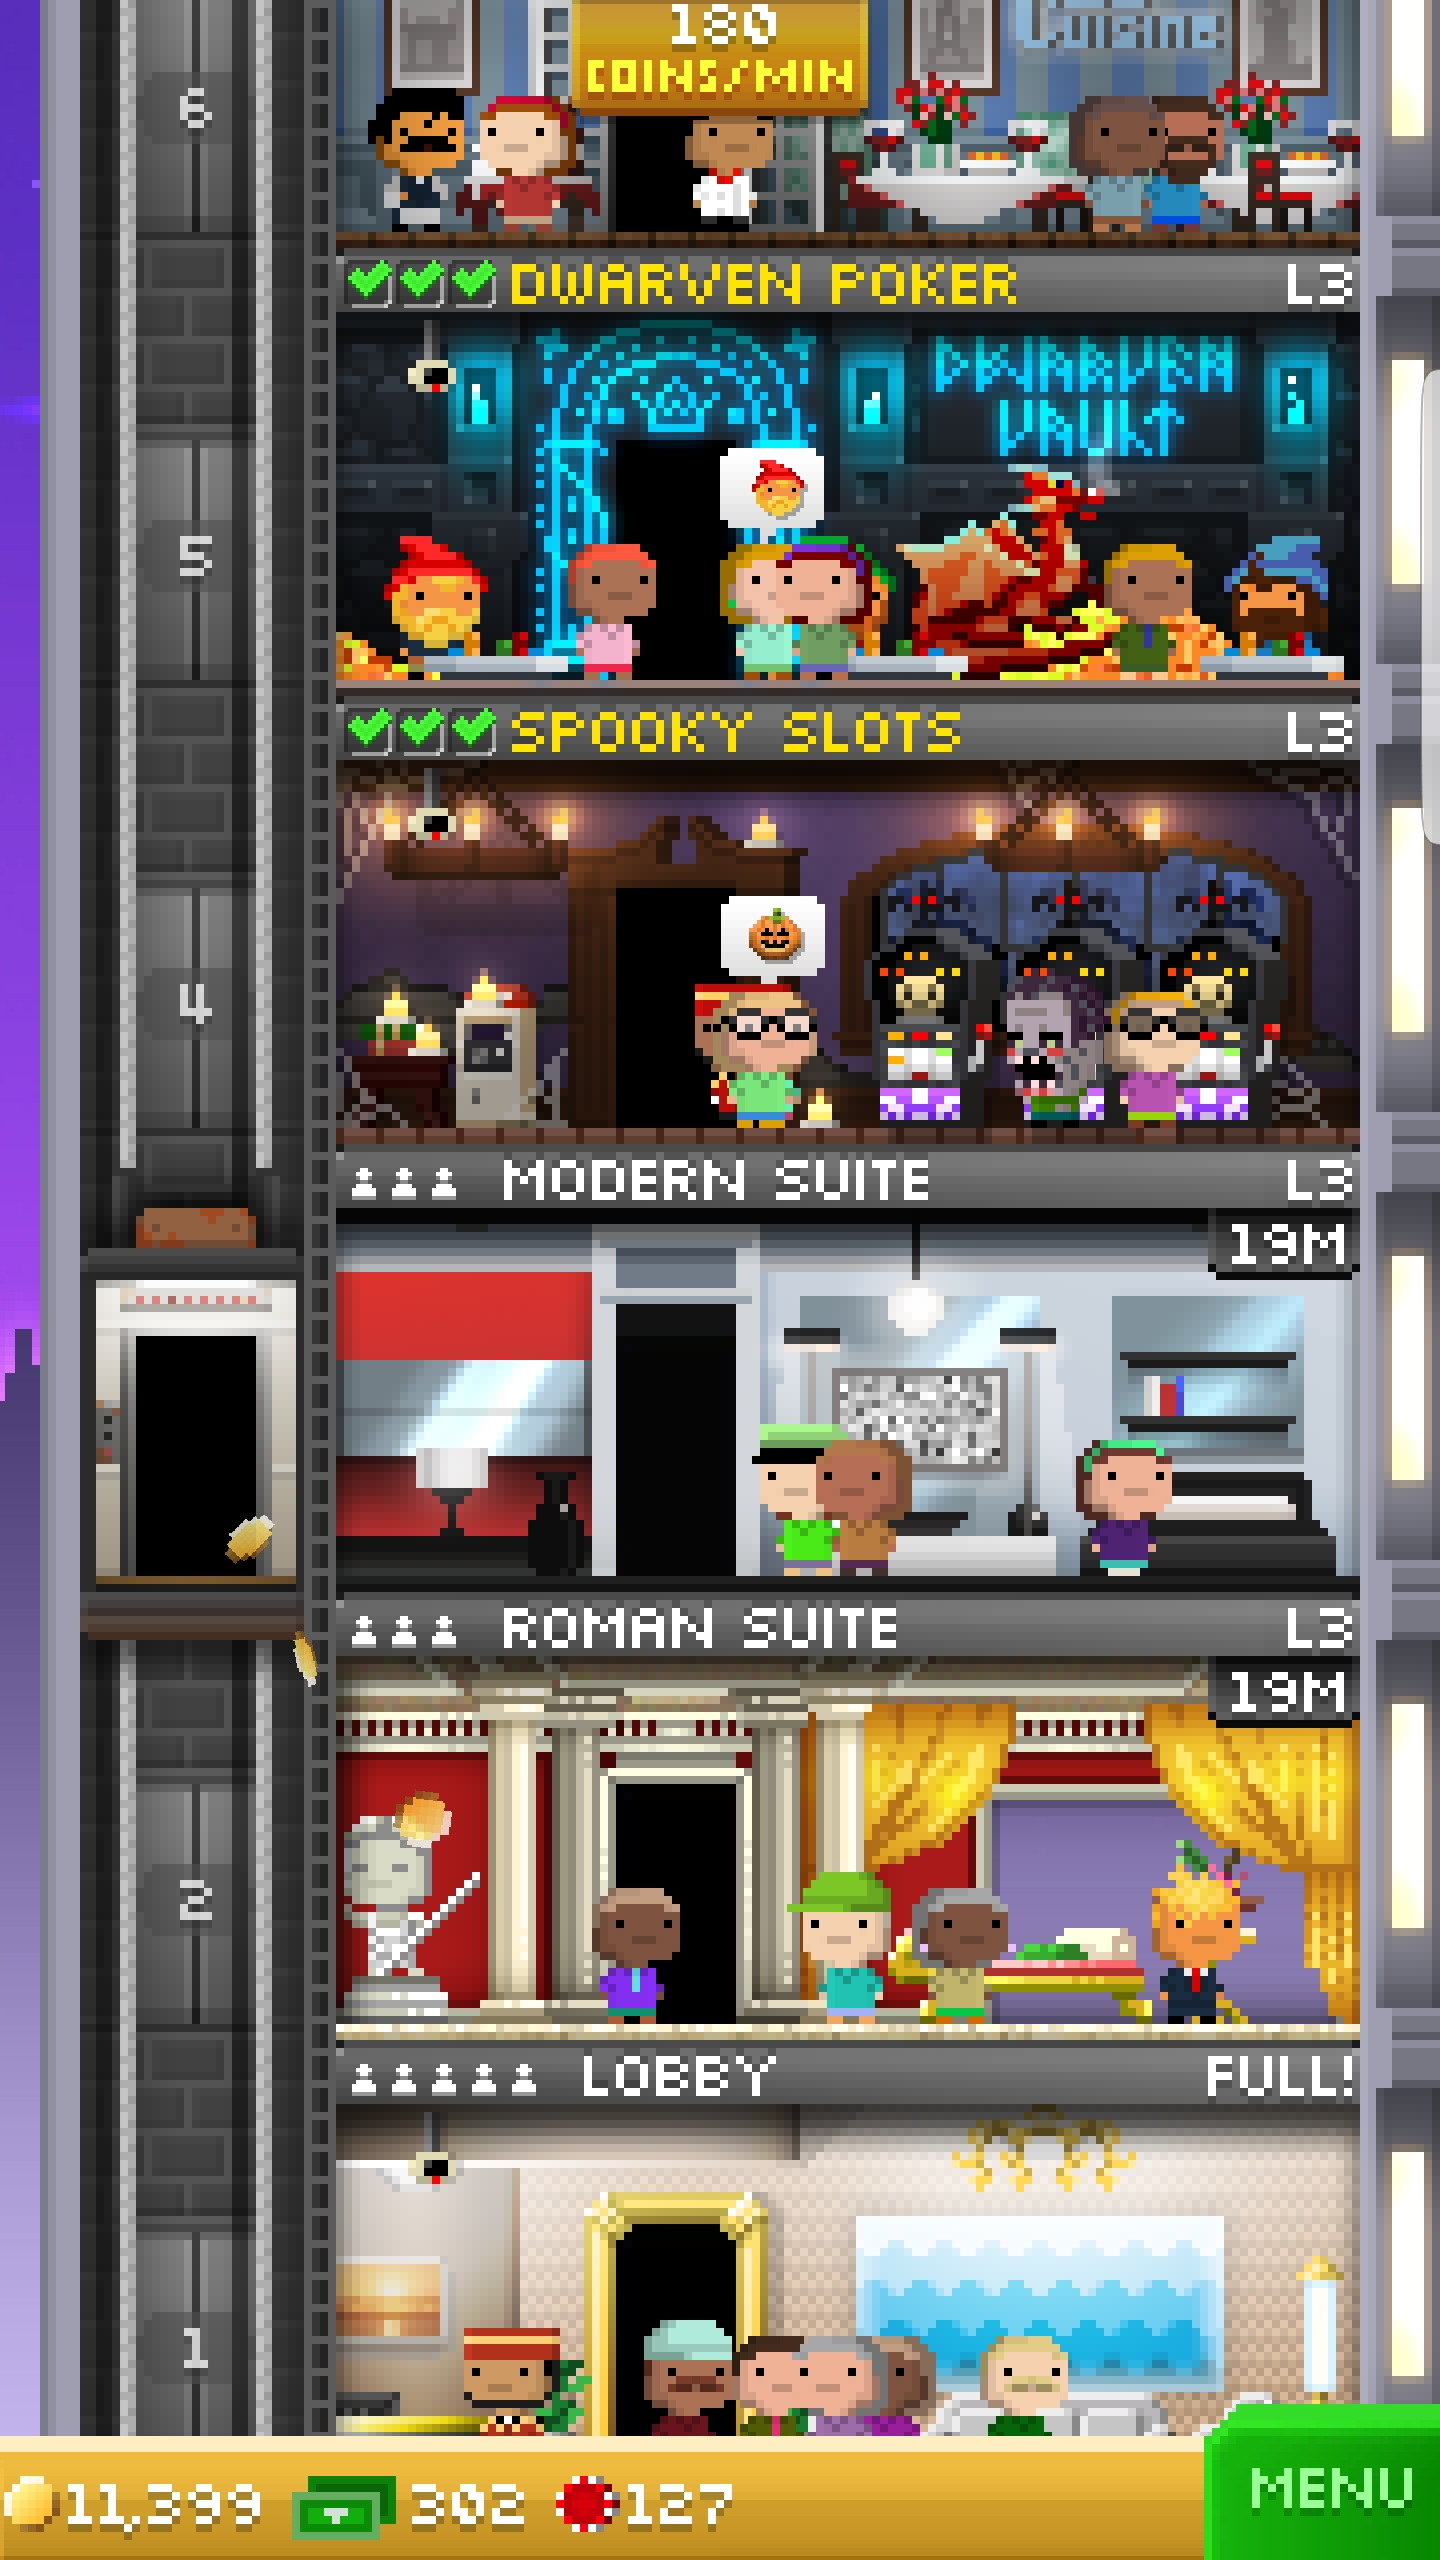 180
COINS/MIN
Cuisine
6
DWARVEN POKER L3
DWARVEN
VAULT
5
SPOOKY SLOTS L3
4
MODERN SUITE L3
19M
ROMAN SUITE L3
19M
2
LOBBY FULL!
1
11,399 302 127
MENU